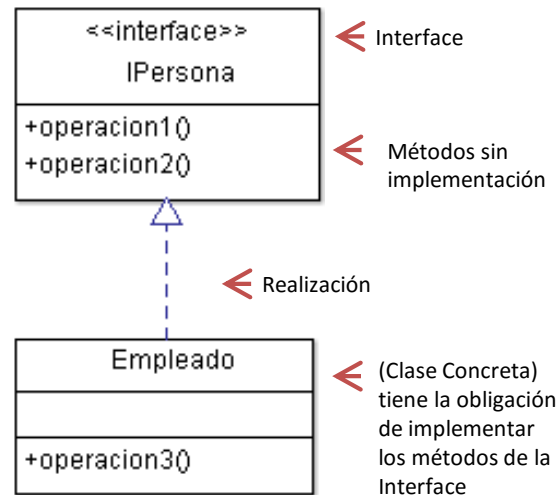 <<interface>>
IPersona
Interface
+operacion1()
+operacion2()
Métodos sin
implementación
Realización
Empleado
(Clase Concreta)
tiene la obligación
de implementar
los métodos de la
Interface
+operacion3()